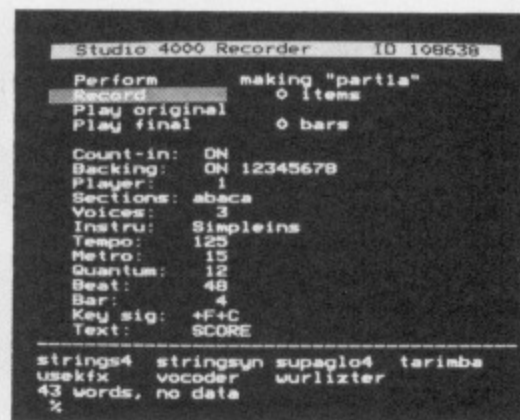 Studio 4000 Recorder ID 108638
Perform making "part1a"
Record 0 items
Play original
Play final 0 bars
Count-in: ON
Backing: ON 12345678
Player: 1
Sections: abaca
Voices: 3
Instru: Simpleins
Tempo: 125
Metro: 15
Quantum: 12
Beat: 48
Bar: 4
Key sig: +F+C
Text: SCORE
strings4 stringsyn supaglo4 tarimba
usekfx vocoder wurlizter
43 words, no data
%